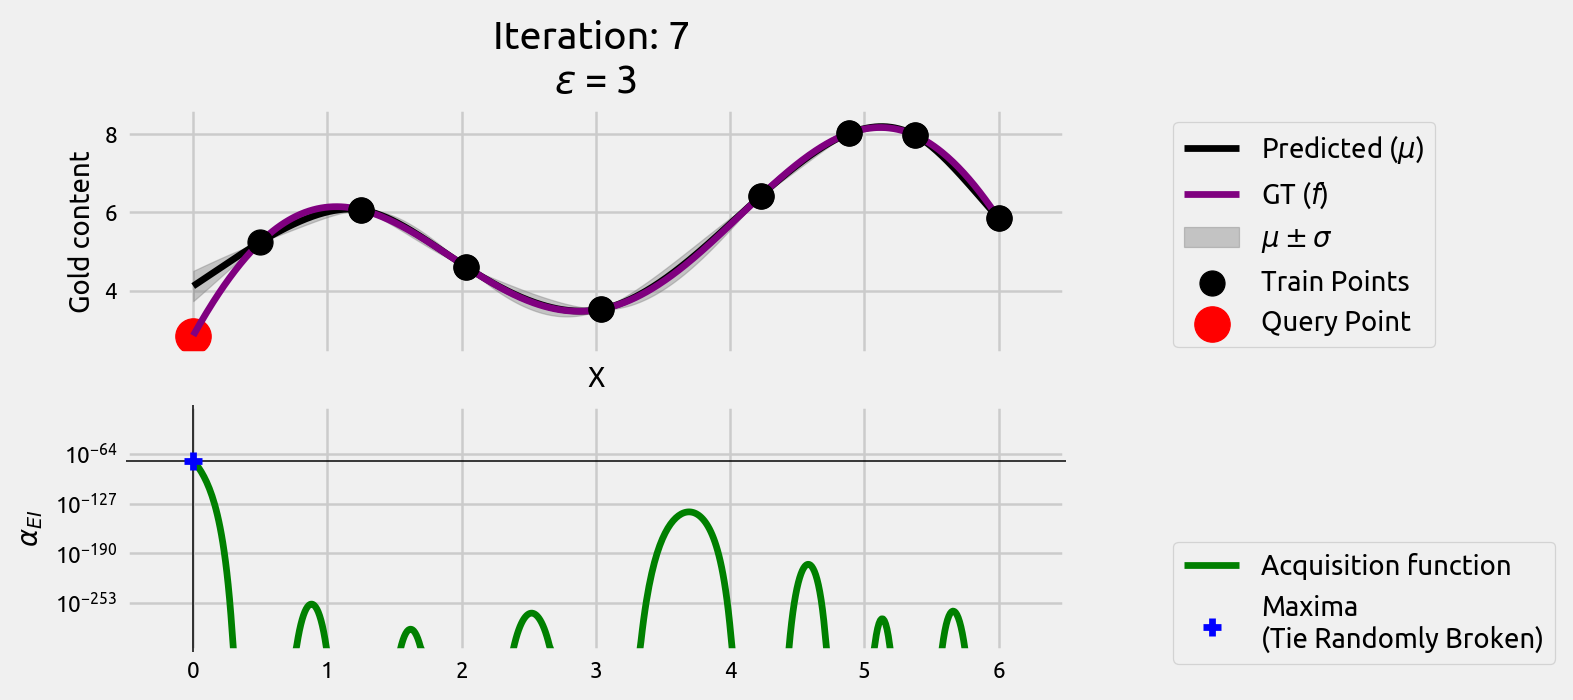 Iteration: 7
ε = 3
Gold content
8
6
4
X
Predicted (μ)
GT (f)
μ ± σ
Train Points
Query Point
α_EI
10⁻⁶⁴
10⁻¹²⁷
10⁻¹⁹⁰
10⁻²⁵³
0 1 2 3 4 5 6
Acquisition function
Maxima
(Tie Randomly Broken)